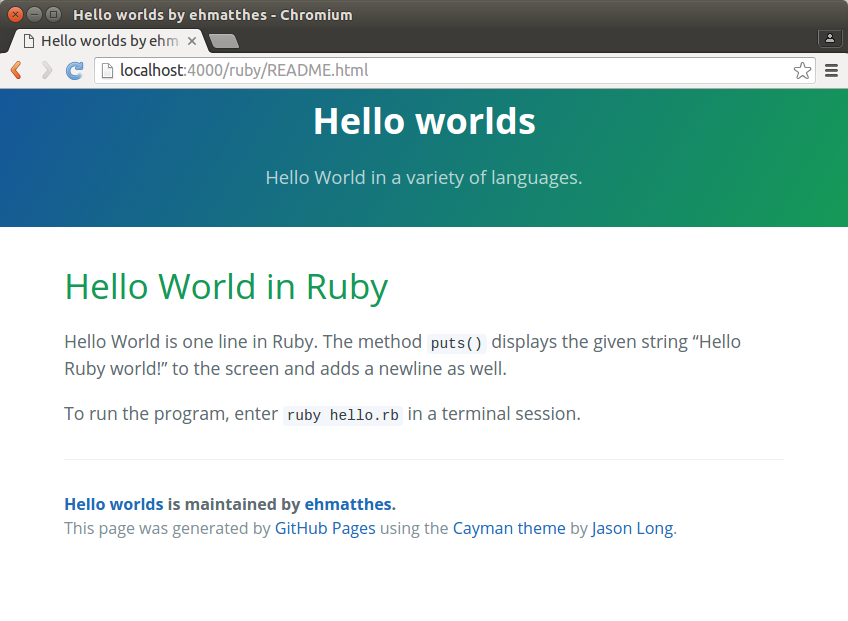 Hello worlds by ehmatthes - Chromium
Hello worlds by ehm
localhost:4000/ruby/README.html
Hello worlds
Hello World in a variety of languages.
Hello World in Ruby
Hello World is one line in Ruby. The method puts() displays the given string “Hello
Ruby world!” to the screen and adds a newline as well.
To run the program, enter ruby hello.rb in a terminal session.
Hello worlds is maintained by ehmatthes.
This page was generated by GitHub Pages using the Cayman theme by Jason Long.